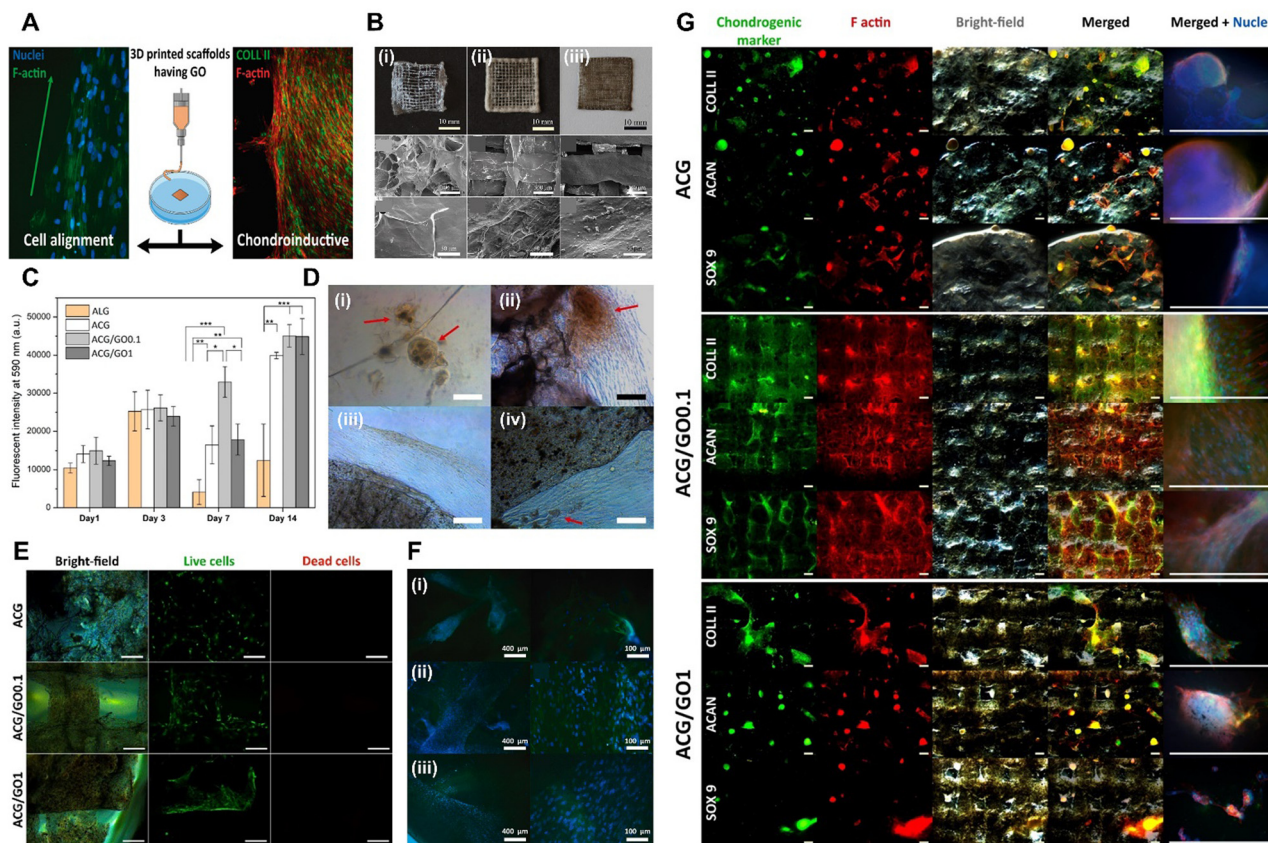 A
Nuclei
F-actin
Cell alignment
3D printed scaffolds
having GO
COLL II
F-actin
Chondroinductive
B
(i)
(ii)
(iii)
10 mm
10 mm
10 mm
C
Fluorescent intensity at 590 nm (a.u.)
50000
40000
30000
20000
10000
0
ALG
ACG
ACG/GO0.1
ACG/GO1
***
**
**
*
*
***
**
Day1
Day 3
Day 7
Day 14
D
(i)
(ii)
(iii)
(iv)
E
Bright-field
Live cells
Dead cells
ACG
ACG/GO0.1
ACG/GO1
F
(i)
400 µm
100 µm
(ii)
400 µm
100 µm
(iii)
400 µm
100 µm
G
Chondrogenic
marker
F actin
Bright-field
Merged
Merged + Nuclei
ACG
COLL II
ACAN
SOX 9
ACG/GO0.1
COLL II
ACAN
SOX 9
ACG/GO1
COLL II
ACAN
SOX 9